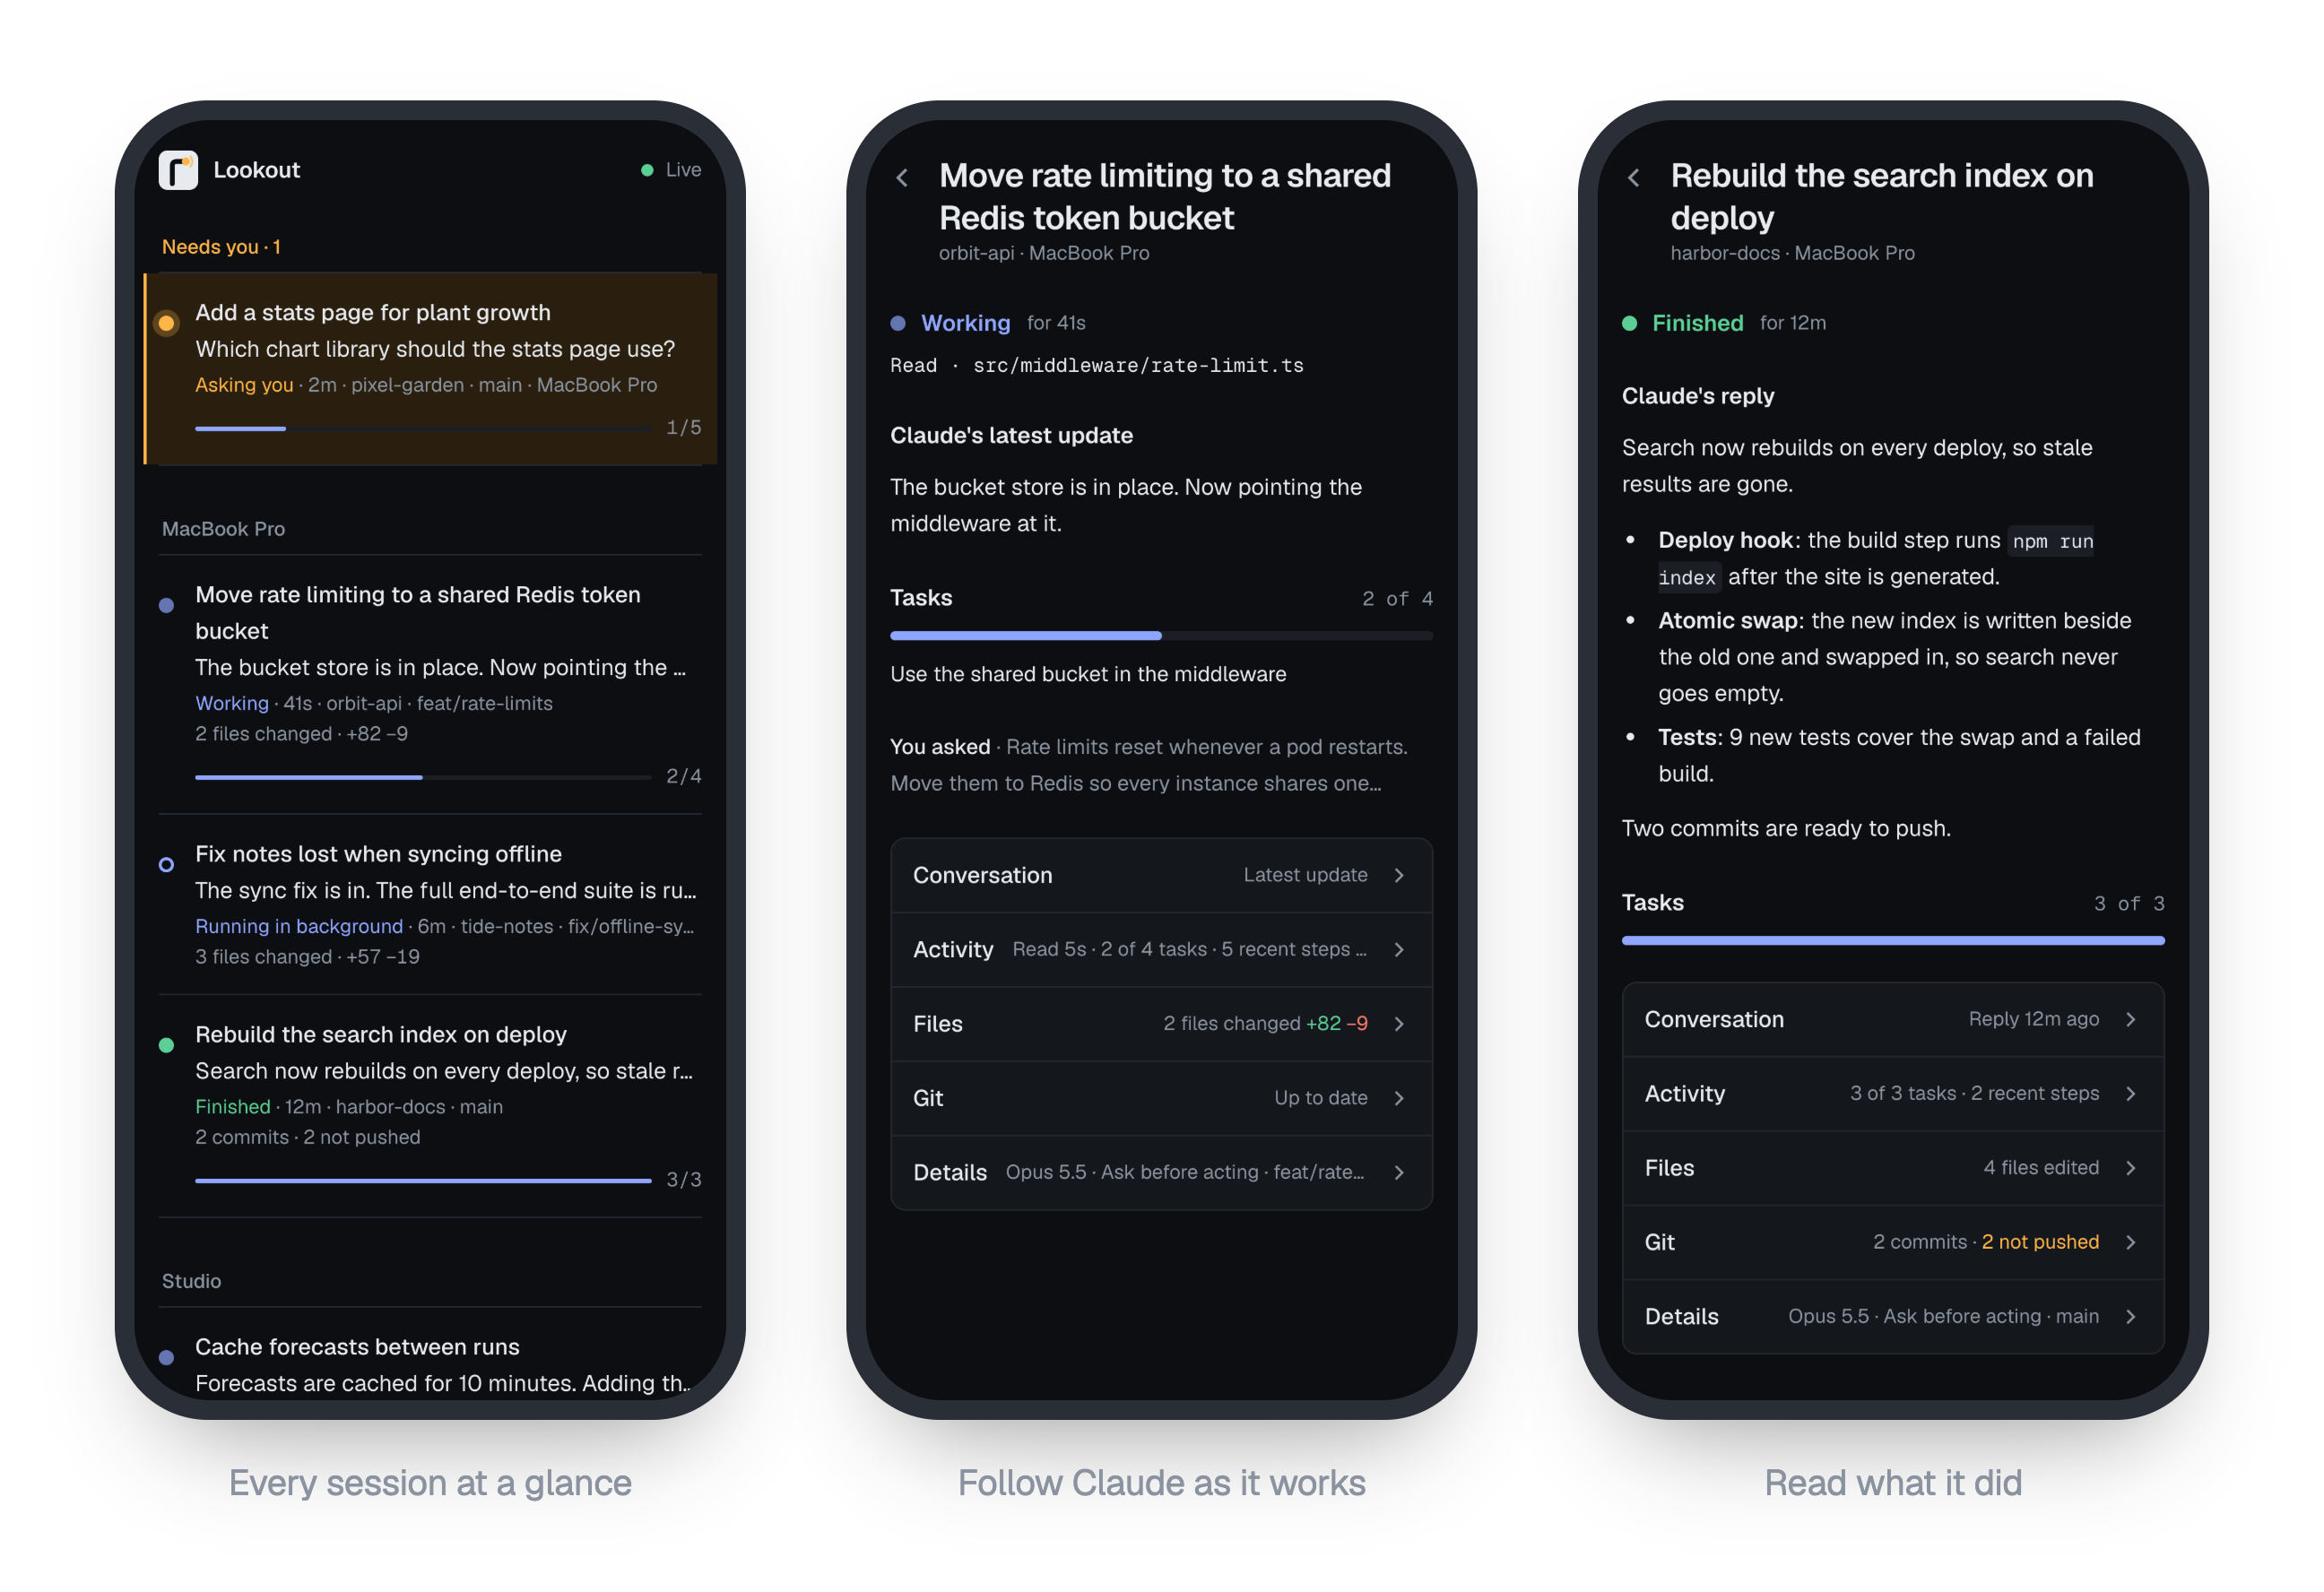 Lookout
Live
Needs you · 1
Add a stats page for plant growth
Which chart library should the stats page use?
Asking you · 2m · pixel-garden · main · MacBook Pro
1/5
MacBook Pro
Move rate limiting to a shared Redis token
bucket
The bucket store is in place. Now pointing the …
Working · 41s · orbit-api · feat/rate-limits
2 files changed · +82 −9
2/4
Fix notes lost when syncing offline
The sync fix is in. The full end-to-end suite is ru…
Running in background · 6m · tide-notes · fix/offline-sy…
3 files changed · +57 −19
Rebuild the search index on deploy
Search now rebuilds on every deploy, so stale r…
Finished · 12m · harbor-docs · main
2 commits · 2 not pushed
3/3
Studio
Cache forecasts between runs
Forecasts are cached for 10 minutes. Adding th…
Every session at a glance
Move rate limiting to a shared
Redis token bucket
orbit-api · MacBook Pro
Working for 41s
Read · src/middleware/rate-limit.ts
Claude's latest update
The bucket store is in place. Now pointing the
middleware at it.
Tasks 2 of 4
Use the shared bucket in the middleware
You asked · Rate limits reset whenever a pod restarts.
Move them to Redis so every instance shares one…
Conversation Latest update
Activity Read 5s · 2 of 4 tasks · 5 recent steps …
Files 2 files changed +82 −9
Git Up to date
Details Opus 5.5 · Ask before acting · feat/rate…
Follow Claude as it works
Rebuild the search index on
deploy
harbor-docs · MacBook Pro
Finished for 12m
Claude's reply
Search now rebuilds on every deploy, so stale
results are gone.
• Deploy hook: the build step runs npm run
index after the site is generated.
• Atomic swap: the new index is written beside
the old one and swapped in, so search never
goes empty.
• Tests: 9 new tests cover the swap and a failed
build.
Two commits are ready to push.
Tasks 3 of 3
Conversation Reply 12m ago
Activity 3 of 3 tasks · 2 recent steps
Files 4 files edited
Git 2 commits · 2 not pushed
Details Opus 5.5 · Ask before acting · main
Read what it did